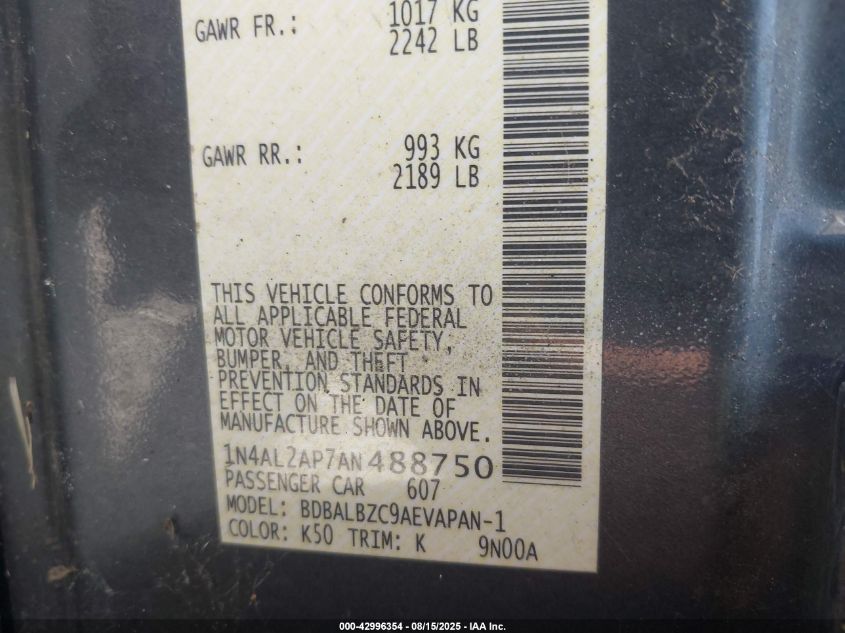 GAWR FR.: 1017 KG
2242 LB
GAWR RR.: 993 KG
2189 LB
THIS VEHICLE CONFORMS TO
ALL APPLICABLE FEDERAL
MOTOR VEHICLE SAFETY,
BUMPER, AND THEFT
PREVENTION STANDARDS IN
EFFECT ON THE DATE OF
MANUFACTURE SHOWN ABOVE.
1N4AL2AP7AN488750
PASSENGER CAR 607
MODEL: BDBALBZC9AEVAPAN-1
COLOR: K50 TRIM: K 9N00A
000-42996354 - 08/15/2025 - IAA Inc.